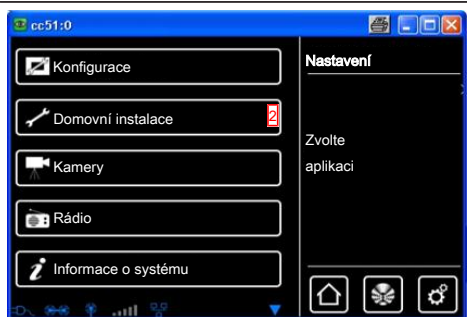 cc51:0
Konfigurace
Domovní instalace
2
Kamery
Rádio
Informace o systému
Nastavení
Zvolte
aplikaci